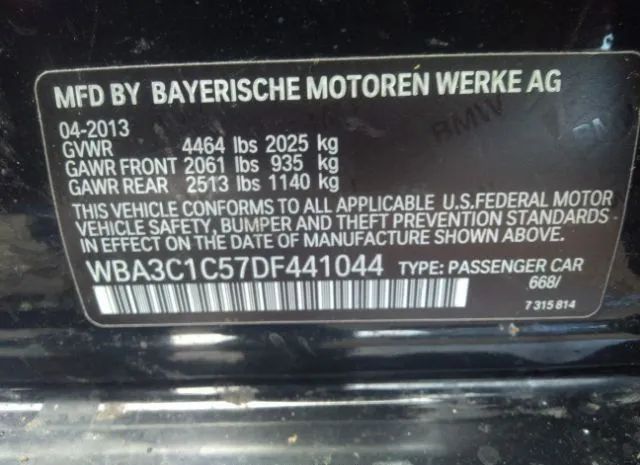 MFD BY BAYERISCHE MOTOREN WERKE AG
04-2013
GVWR 4464 lbs 2025 kg
GAWR FRONT 2061 lbs 935 kg
GAWR REAR 2513 lbs 1140 kg
THIS VEHICLE CONFORMS TO ALL APPLICABLE U.S.FEDERAL MOTOR
VEHICLE SAFETY, BUMPER AND THEFT PREVENTION STANDARDS
IN EFFECT ON THE DATE OF MANUFACTURE SHOWN ABOVE.
WBA3C1C57DF441044 TYPE: PASSENGER CAR
668/
7 315 814
BMW